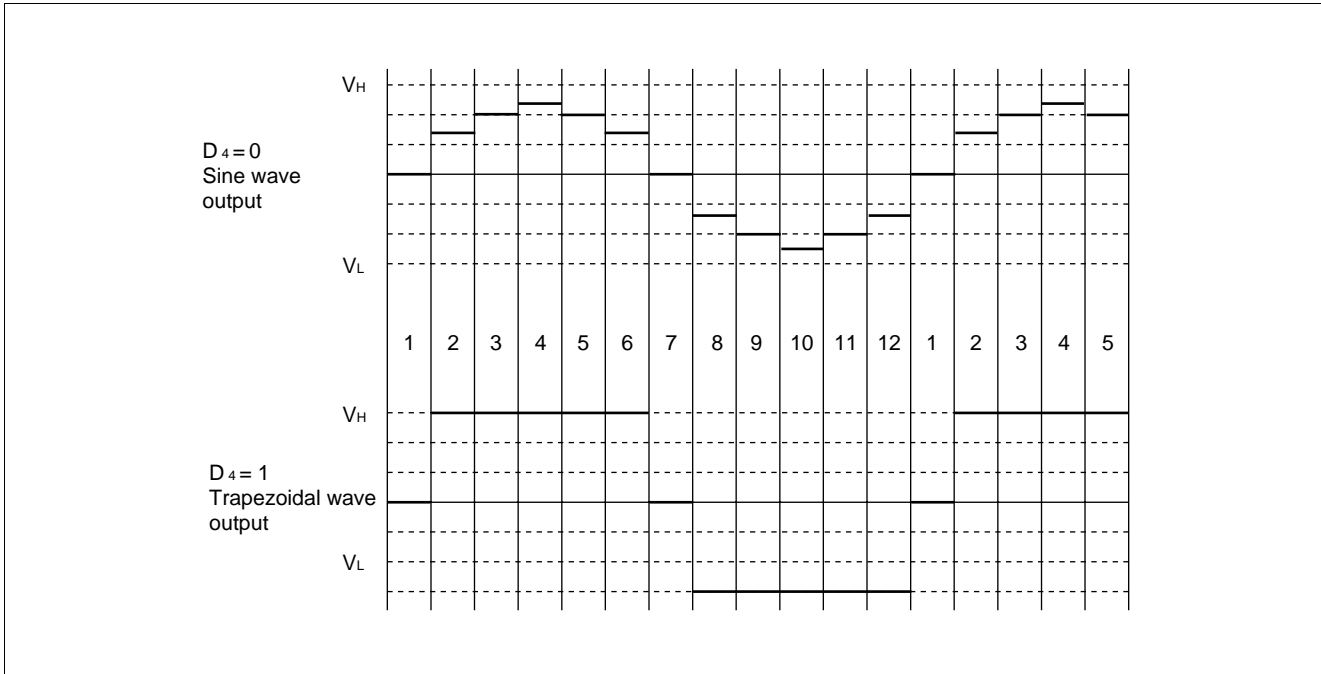 VH
D4=0
Sine wave
output
VL
1 2 3 4 5 6 7 8 9 10 11 12 1 2 3 4 5
VH
D4= 1
Trapezoidal wave
output
VL